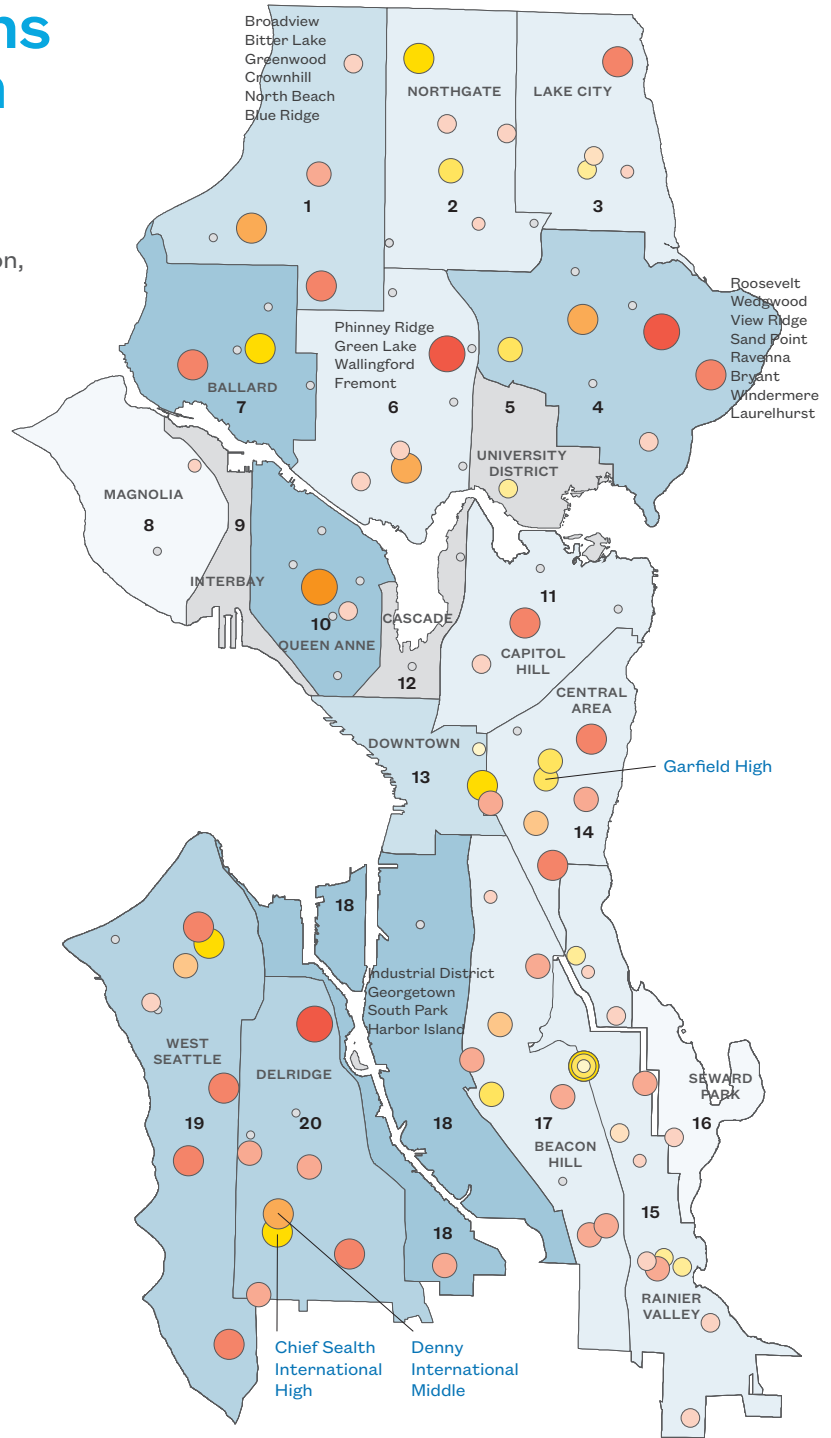 ns
n
on,
Broadview
Bitter Lake
Greenwood
Crownhill
North Beach
Blue Ridge
NORTHGATE
LAKE CITY
1
2
3
Roosevelt
Wedgwood
View Ridge
Sand Point
Ravenna
Bryant
Windermere
Laurelhurst
Phinney Ridge
Green Lake
Wallingford
Fremont
BALLARD
7
6
5
4
UNIVERSITY
DISTRICT
MAGNOLIA
8
9
INTERBAY
10
QUEEN ANNE
CASCADE
12
11
CAPITOL
HILL
CENTRAL
AREA
DOWNTOWN
13
Garfield High
14
18
Industrial District
Georgetown
South Park
Harbor Island
WEST
SEATTLE
DELRIDGE
SEWARD
PARK
19
20
18
17
16
BEACON
HILL
15
18
RAINIER
VALLEY
Chief Sealth
International
High
Denny
International
Middle